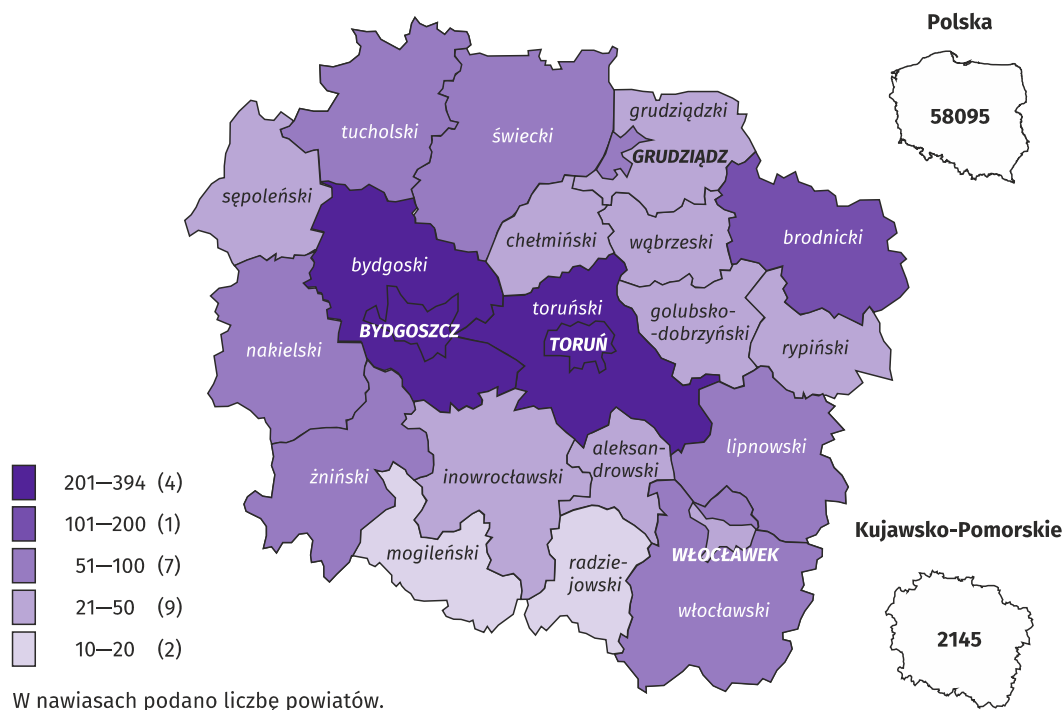 Polska
58095
grudziądzki
tucholski
święcki
GRUDZIĄDZ
sępoleński
chełmiński
wąbrzeski
brodnicki
bydgoski
toruński
golubsko-
-dobrzyński
BYDGOSZCZ
TORUŃ
nakielski
rypiński
lipnowski
aleksan-
drowski
żniński
inowrocławski
201—394 (4)
101—200 (1)
51—100 (7)
21—50 (9)
10—20 (2)
Kujawsko-Pomorskie
2145
mogileński
radzie-
jowski
WŁOCŁAWEK
włocławski
W nawiasach podano liczbę powiatów.